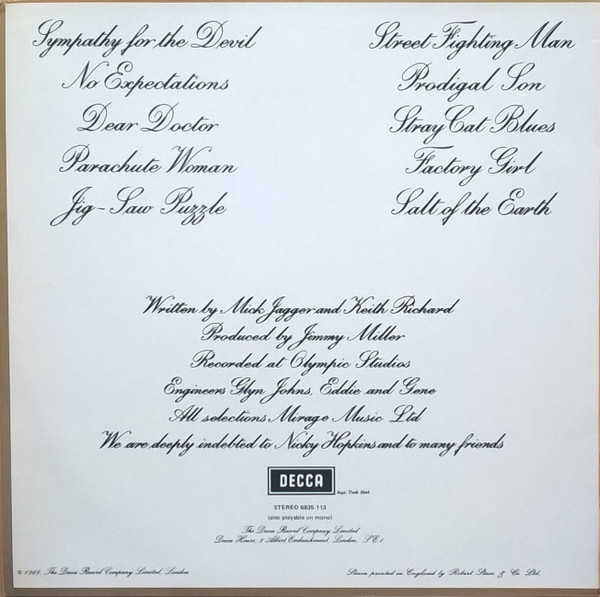 Sympathy for the Devil
No Expectations
Dear Doctor
Parachute Woman
Jig-Saw Puzzle
Street Fighting Man
Prodigal Son
Stray Cat Blues
Factory Girl
Salt of the Earth
Written by Mick Jagger and Keith Richard
Produced by Jimmy Miller
Recorded at Olympic Studios
Engineers Glyn Johns, Eddie and Gene
All selections Mirage Music Ltd
We are deeply indebted to Nicky Hopkins and to many friends
DECCA
Regd. Trade Mark
STEREO 6835 113
(also playable on mono)
The Decca Record Company Limited
Decca House, 9 Albert Embankment, London, S.E.1
The Decca Record Company Limited, London
Sleeve printed in England by Robert Stace & Co. Ltd.